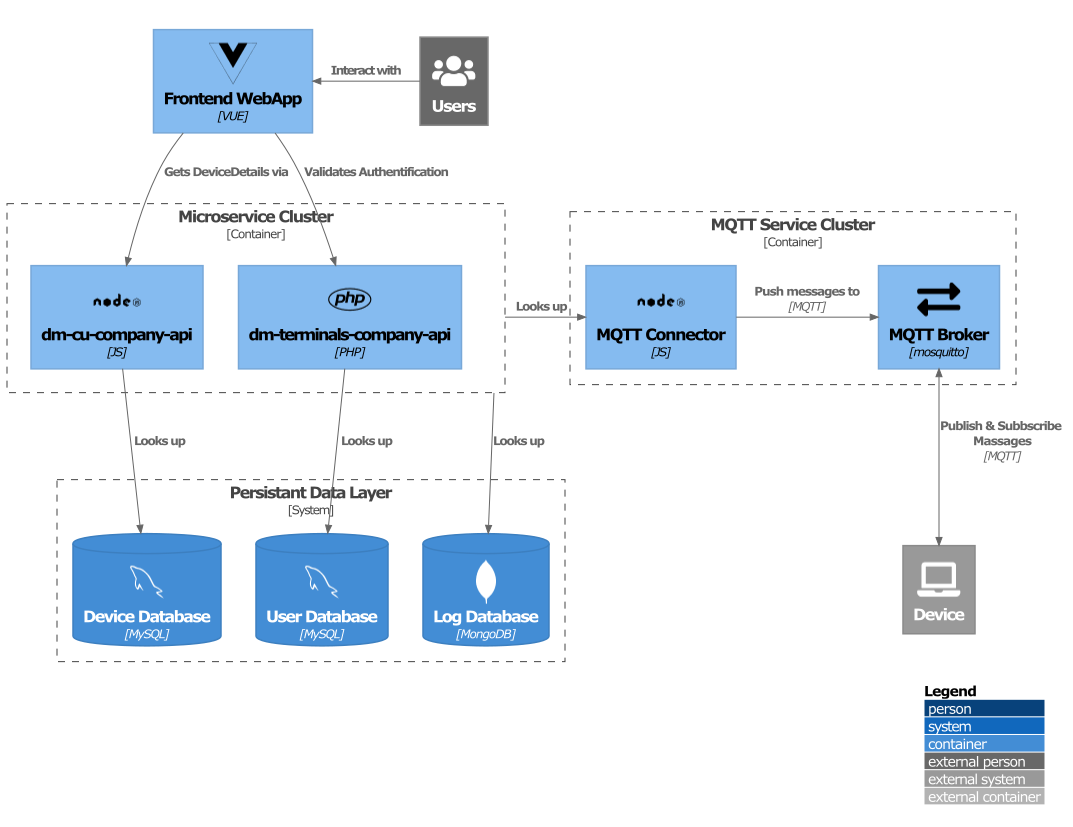 Frontend WebApp
[VUE]
Interact with
Users
Gets DeviceDetails via
Validates Authentification
Microservice Cluster
[Container]
node
dm-cu-company-api
[JS]
php
dm-terminals-company-api
[PHP]
Looks up
MQTT Service Cluster
[Container]
node
MQTT Connector
[JS]
Push messages to
[MQTT]
MQTT Broker
[mosquitto]
Looks up
Looks up
Looks up
Publish & Subbscribe
Massages
[MQTT]
Persistant Data Layer
[System]
Device Database
[MySQL]
User Database
[MySQL]
Log Database
[MongoDB]
Device
Legend
person
system
container
external person
external system
external container